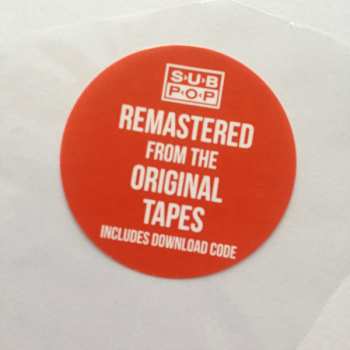 SUB
POP
REMASTERED
FROM THE
ORIGINAL
TAPES
INCLUDES DOWNLOAD CODE